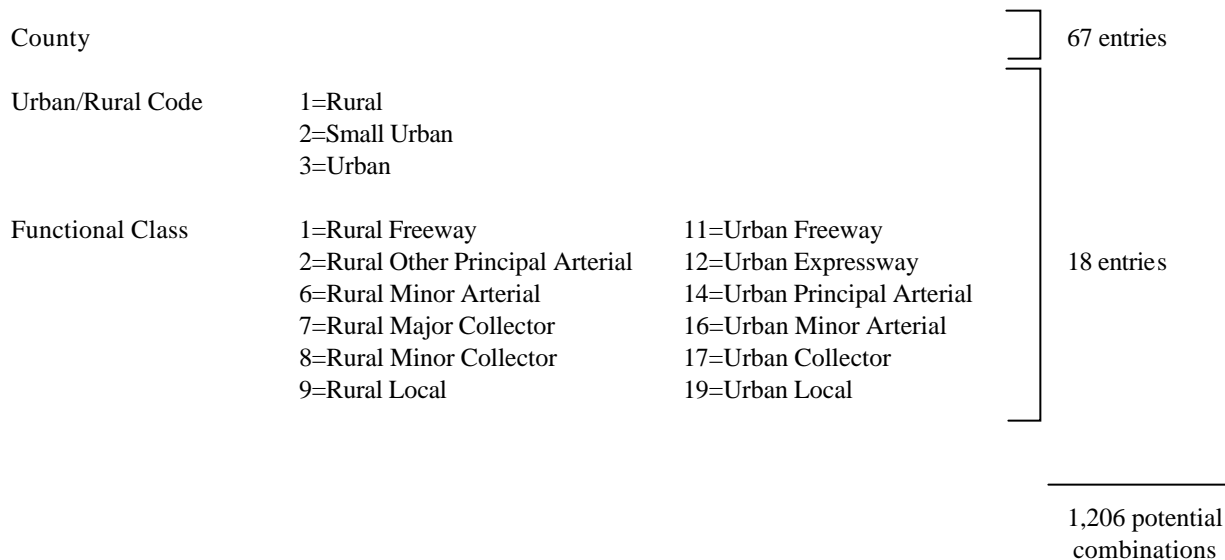 County 67 entries
Urban/Rural Code 1=Rural
2=Small Urban
3=Urban
Functional Class 1=Rural Freeway 11=Urban Freeway
2=Rural Other Principal Arterial 12=Urban Expressway 18 entries
6=Rural Minor Arterial 14=Urban Principal Arterial
7=Rural Major Collector 16=Urban Minor Arterial
8=Rural Minor Collector 17=Urban Collector
9=Rural Local 19=Urban Local
1,206 potential
combinations